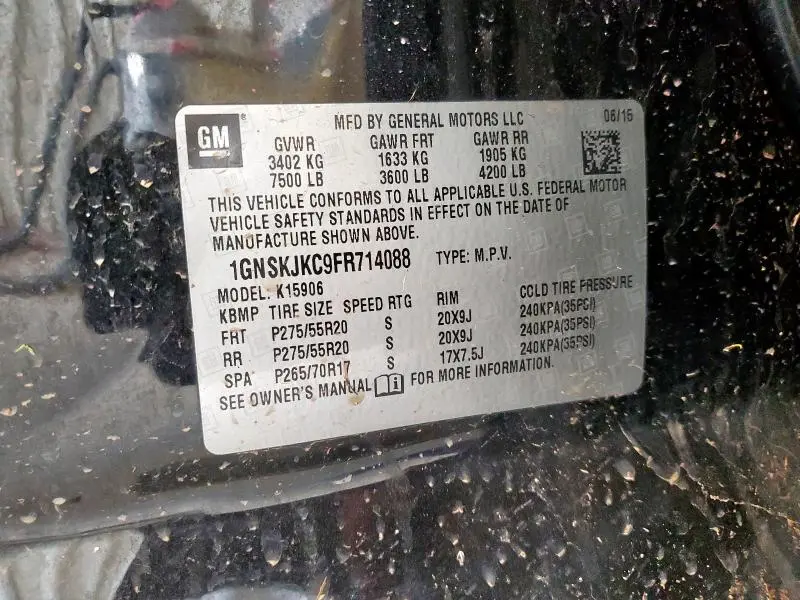 GM
®
MFD BY GENERAL MOTORS LLC 06/15
GVWR GAWR FRT GAWR RR
3402 KG 1633 KG 1905 KG
7500 LB 3600 LB 4200 LB
THIS VEHICLE CONFORMS TO ALL APPLICABLE U.S. FEDERAL MOTOR
VEHICLE SAFETY STANDARDS IN EFFECT ON THE DATE OF
MANUFACTURE SHOWN ABOVE.
1GNSKJKC9FR714088 TYPE: M.P.V.
MODEL: K15906
KBMP TIRE SIZE SPEED RTG RIM COLD TIRE PRESSURE
FRT P275/55R20 S 20X9J 240KPA(35PCI)
RR P275/55R20 S 20X9J 240KPA(35PSI)
SPA P265/70R17 S 17X7.5J 240KPA(35PSI)
SEE OWNER'S MANUAL FOR MORE INFORMATION.